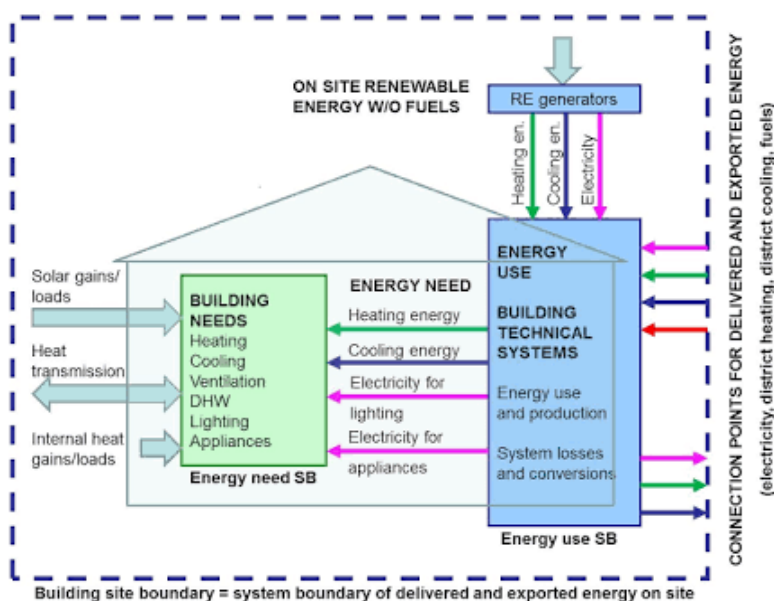 ON SITE RENEWABLE
ENERGY W/O FUELS
RE generators
Heating en.
Cooling en.
Electricity
Solar gains/
loads
Heat
transmission
Internal heat
gains/loads
BUILDING
NEEDS
Heating
Cooling
Ventilation
DHW
Lighting
Appliances
Energy need SB
ENERGY NEED
Heating energy
Cooling energy
Electricity for
lighting
Electricity for
appliances
ENERGY
USE
BUILDING
TECHNICAL
SYSTEMS
Energy use
and production
System losses
and conversions
Energy use SB
CONNECTION POINTS FOR DELIVERED AND EXPORTED ENERGY
(electricity, district heating, district cooling, fuels)
Building site boundary = system boundary of delivered and exported energy on site